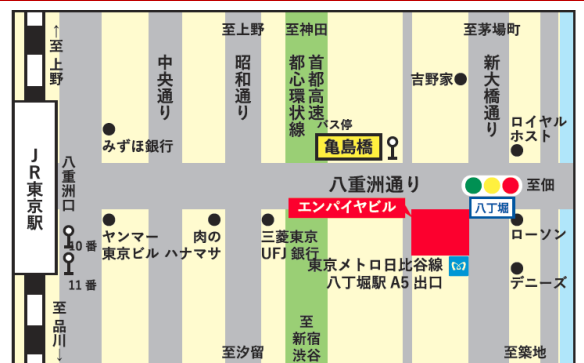 ↑至上野
至上野
至神田
至茅場町
中央通り
昭和通り
首都高速
都心環状線
吉野家
新大橋通り
バス停
亀島橋
ロイヤル
ホスト
みずほ銀行
JR東京駅
八重洲口
八重洲通り
至佃
エンパイヤビル
八丁堀
ヤンマー
東京ビル
肉の
ハナマサ
三菱東京
UFJ銀行
ローソン
10番
11番
東京メトロ日比谷線
八丁堀駅A5出口
デニーズ
至品川↓
至汐留
至新宿
渋谷
至築地